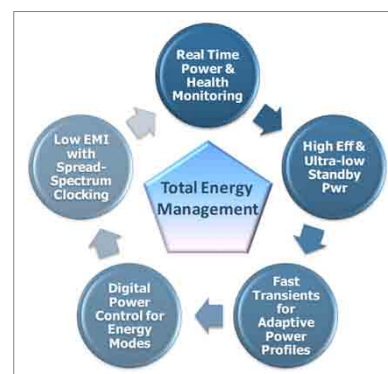 Real Time
Power &
Health
Monitoring
High Eff &
Ultra-low
Standby
Pwr
Fast
Transients
for
Adaptive
Power
Profiles
Digital
Power
Control for
Energy
Modes
Low EMI
with
Spread-
Spectrum
Clocking
Total Energy
Management